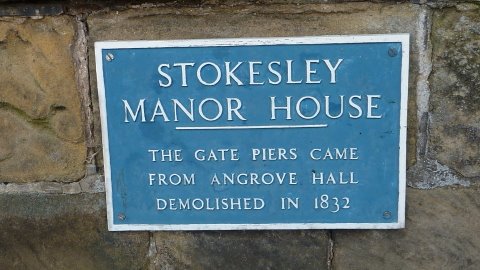 STOKESLEY
MANOR HOUSE
THE GATE PIERS CAME
FROM ANGROVE HALL
DEMOLISHED IN 1832